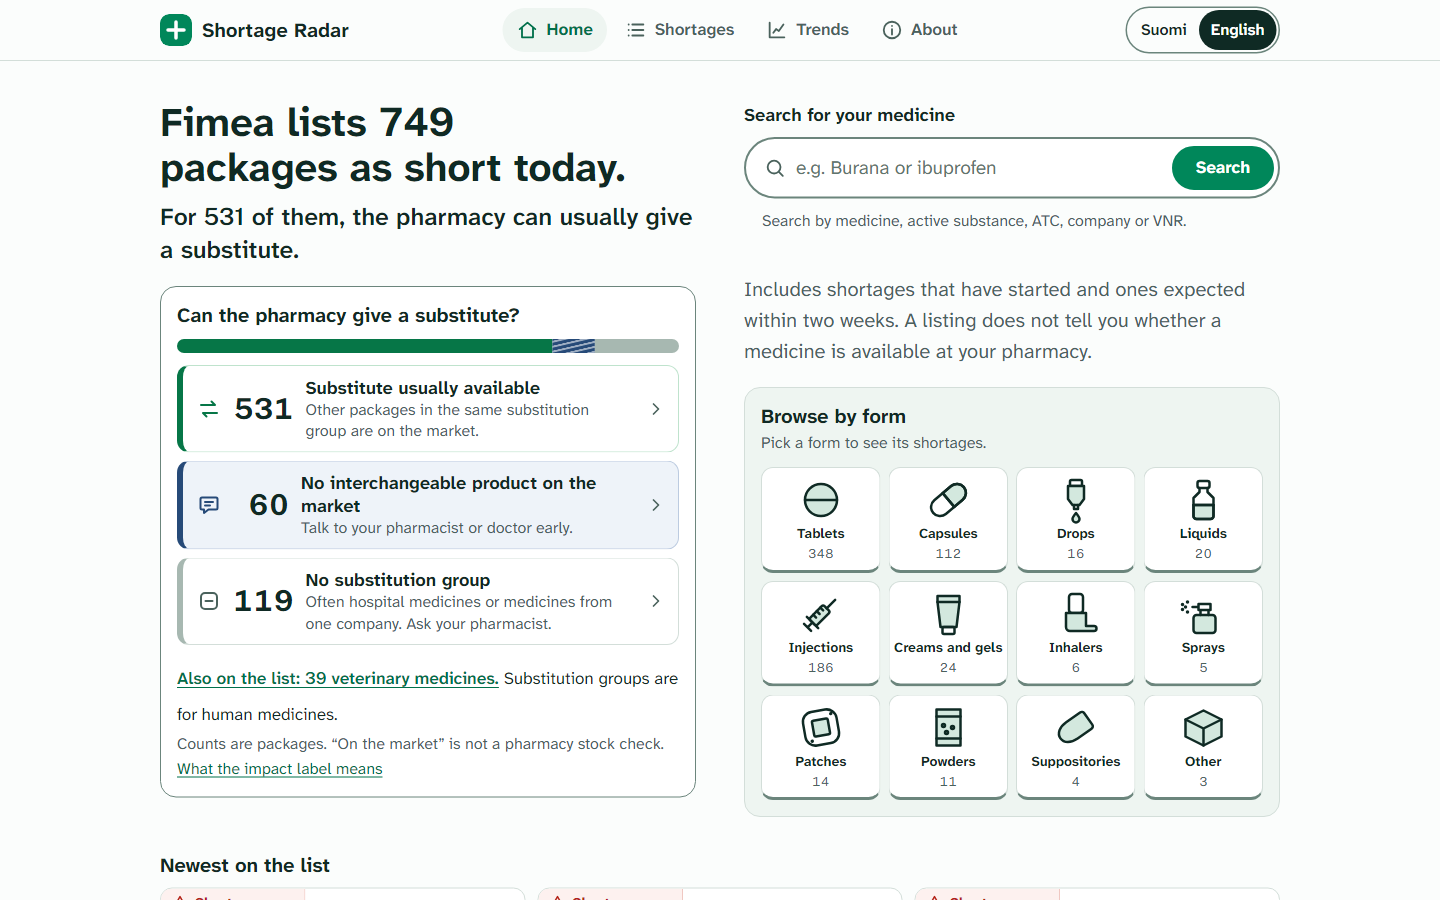 Shortage Radar
Home
Shortages
Trends
About
Suomi
English
Fimea lists 749
packages as short today.
For 531 of them, the pharmacy can usually give
a substitute.
Can the pharmacy give a substitute?
531
Substitute usually available
Other packages in the same substitution
group are on the market.
60
No interchangeable product on the
market
Talk to your pharmacist or doctor early.
119
No substitution group
Often hospital medicines or medicines from
one company. Ask your pharmacist.
Also on the list: 39 veterinary medicines. Substitution groups are
for human medicines.
Counts are packages. “On the market” is not a pharmacy stock check.
What the impact label means
Search for your medicine
e.g. Burana or ibuprofen
Search
Search by medicine, active substance, ATC, company or VNR.
Includes shortages that have started and ones expected
within two weeks. A listing does not tell you whether a
medicine is available at your pharmacy.
Browse by form
Pick a form to see its shortages.
Tablets
348
Capsules
112
Drops
16
Liquids
20
Injections
186
Creams and gels
24
Inhalers
6
Sprays
5
Patches
14
Powders
11
Suppositories
4
Other
3
Newest on the list